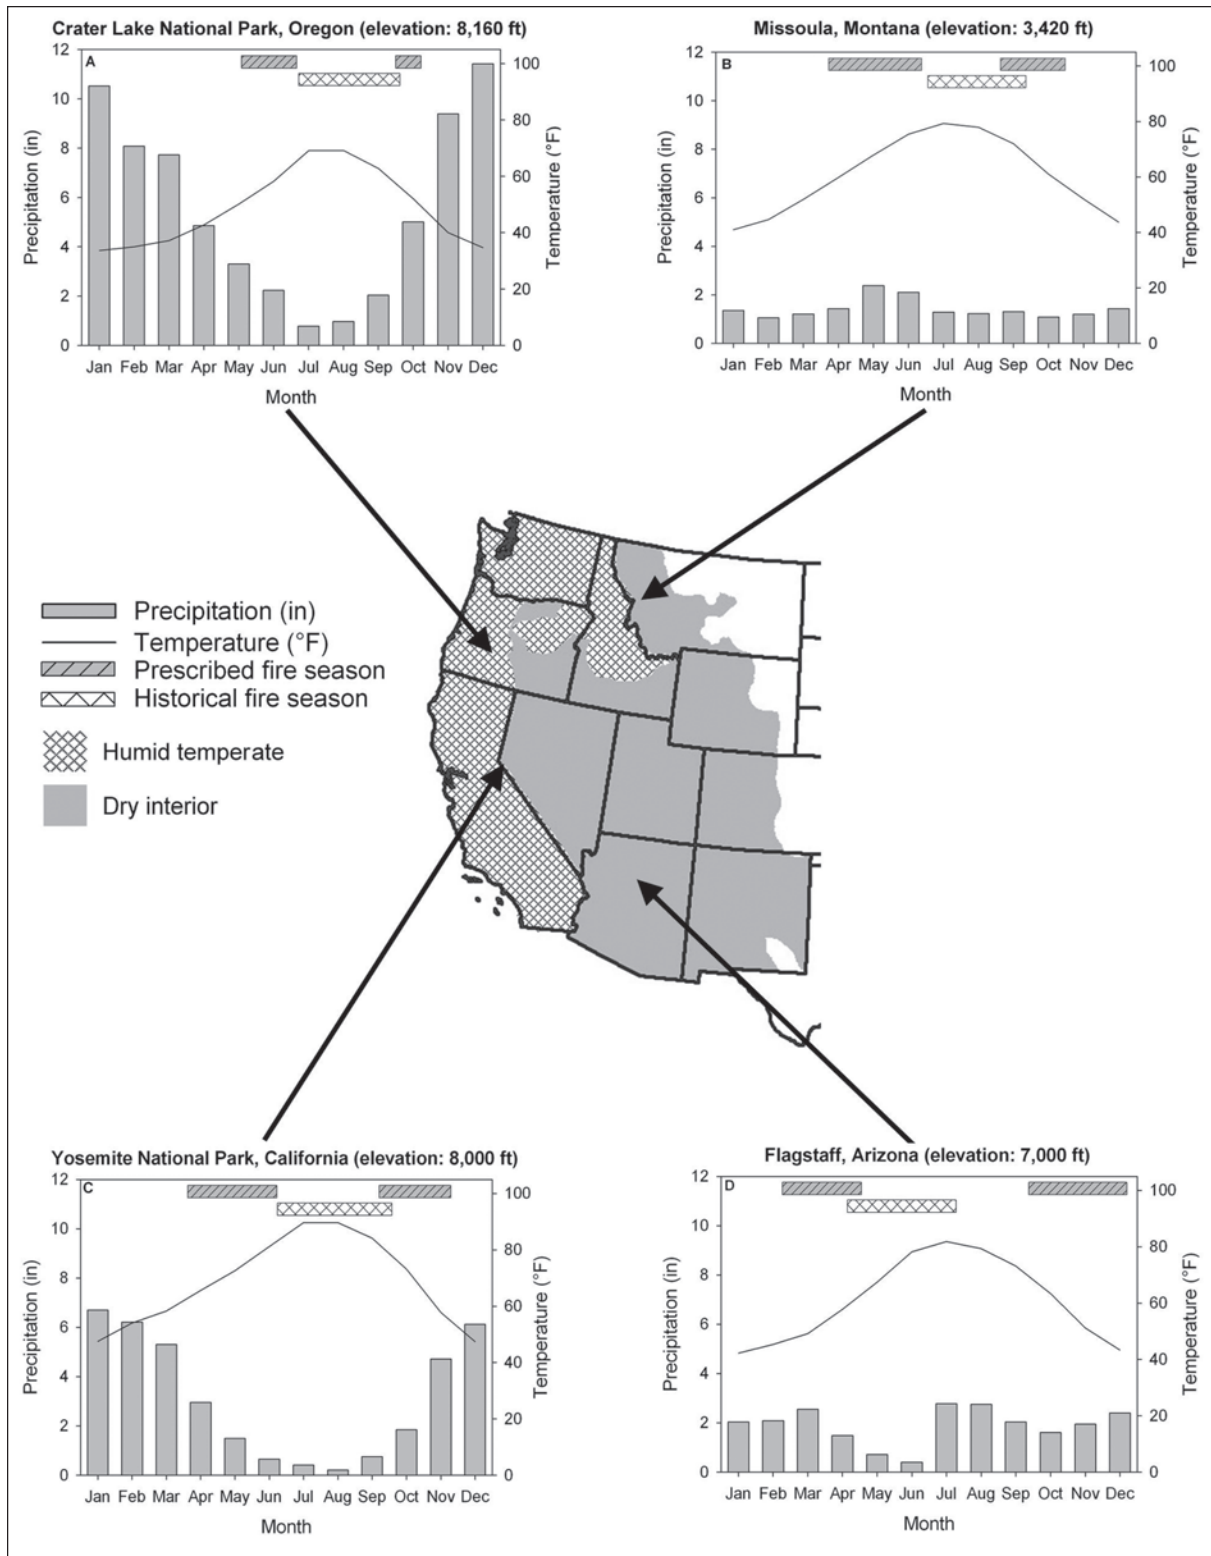 Crater Lake National Park, Oregon (elevation: 8,160 ft)
A
12
10
8
6
4
2
0
Precipitation (in)
100
80
60
40
20
0
Temperature (°F)
Jan Feb Mar Apr May Jun Jul Aug Sep Oct Nov Dec
Month
Missoula, Montana (elevation: 3,420 ft)
B
12
10
8
6
4
2
0
Precipitation (in)
100
80
60
40
20
0
Temperature (°F)
Jan Feb Mar Apr May Jun Jul Aug Sep Oct Nov Dec
Month
Precipitation (in)
Temperature (°F)
Prescribed fire season
Historical fire season
Humid temperate
Dry interior
Yosemite National Park, California (elevation: 8,000 ft)
C
12
10
8
6
4
2
0
Precipitation (in)
100
80
60
40
20
0
Temperature (°F)
Jan Feb Mar Apr May Jun Jul Aug Sep Oct Nov Dec
Month
Flagstaff, Arizona (elevation: 7,000 ft)
D
12
10
8
6
4
2
0
Precipitation (in)
100
80
60
40
20
0
Temperature (°F)
Jan Feb Mar Apr May Jun Jul Aug Sep Oct Nov Dec
Month